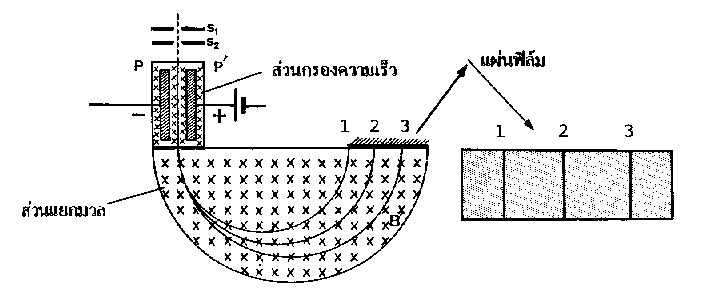 S1
S2
P P′
ส่วนกรองความเร็ว
แผ่นฟิล์ม
− +
1 2 3
1 2 3
ส่วนแยกมวล
B